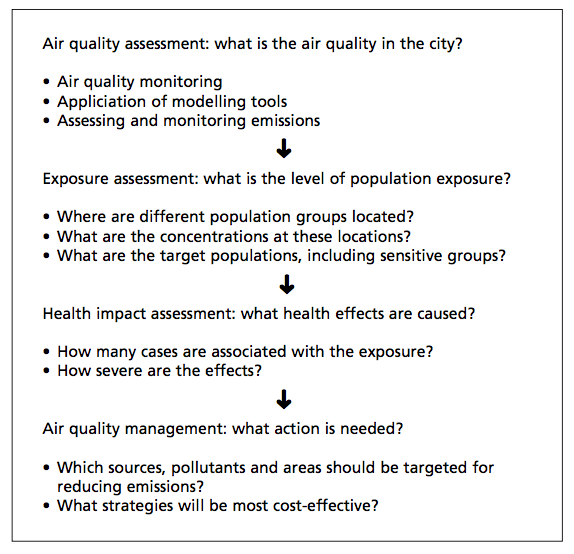 Air quality assessment: what is the air quality in the city?
• Air quality monitoring
• Appliciation of modelling tools
• Assessing and monitoring emissions
Exposure assessment: what is the level of population exposure?
• Where are different population groups located?
• What are the concentrations at these locations?
• What are the target populations, including sensitive groups?
Health impact assessment: what health effects are caused?
• How many cases are associated with the exposure?
• How severe are the effects?
Air quality management: what action is needed?
• Which sources, pollutants and areas should be targeted for
reducing emissions?
• What strategies will be most cost-effective?